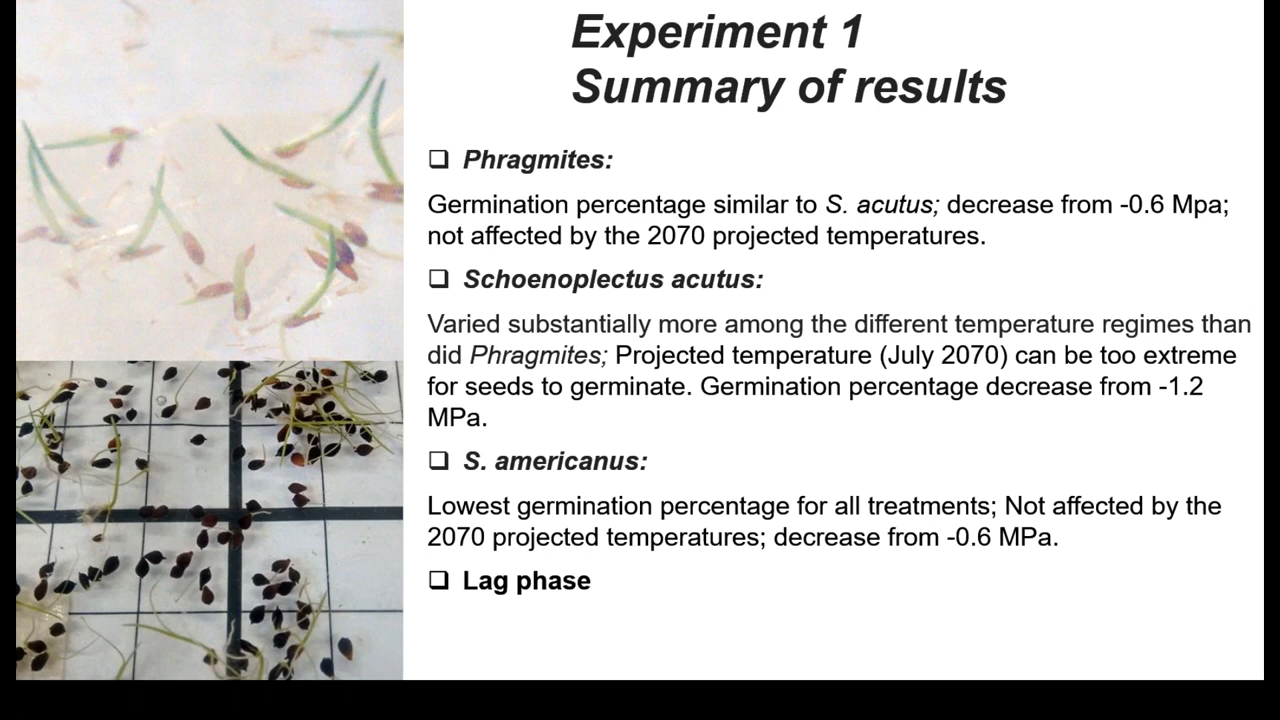 Experiment 1
Summary of results
❑ Phragmites:
Germination percentage similar to S. acutus; decrease from -0.6 Mpa;
not affected by the 2070 projected temperatures.
❑ Schoenoplectus acutus:
Varied substantially more among the different temperature regimes than
did Phragmites; Projected temperature (July 2070) can be too extreme
for seeds to germinate. Germination percentage decrease from -1.2
MPa.
❑ S. americanus:
Lowest germination percentage for all treatments; Not affected by the
2070 projected temperatures; decrease from -0.6 MPa.
❑ Lag phase